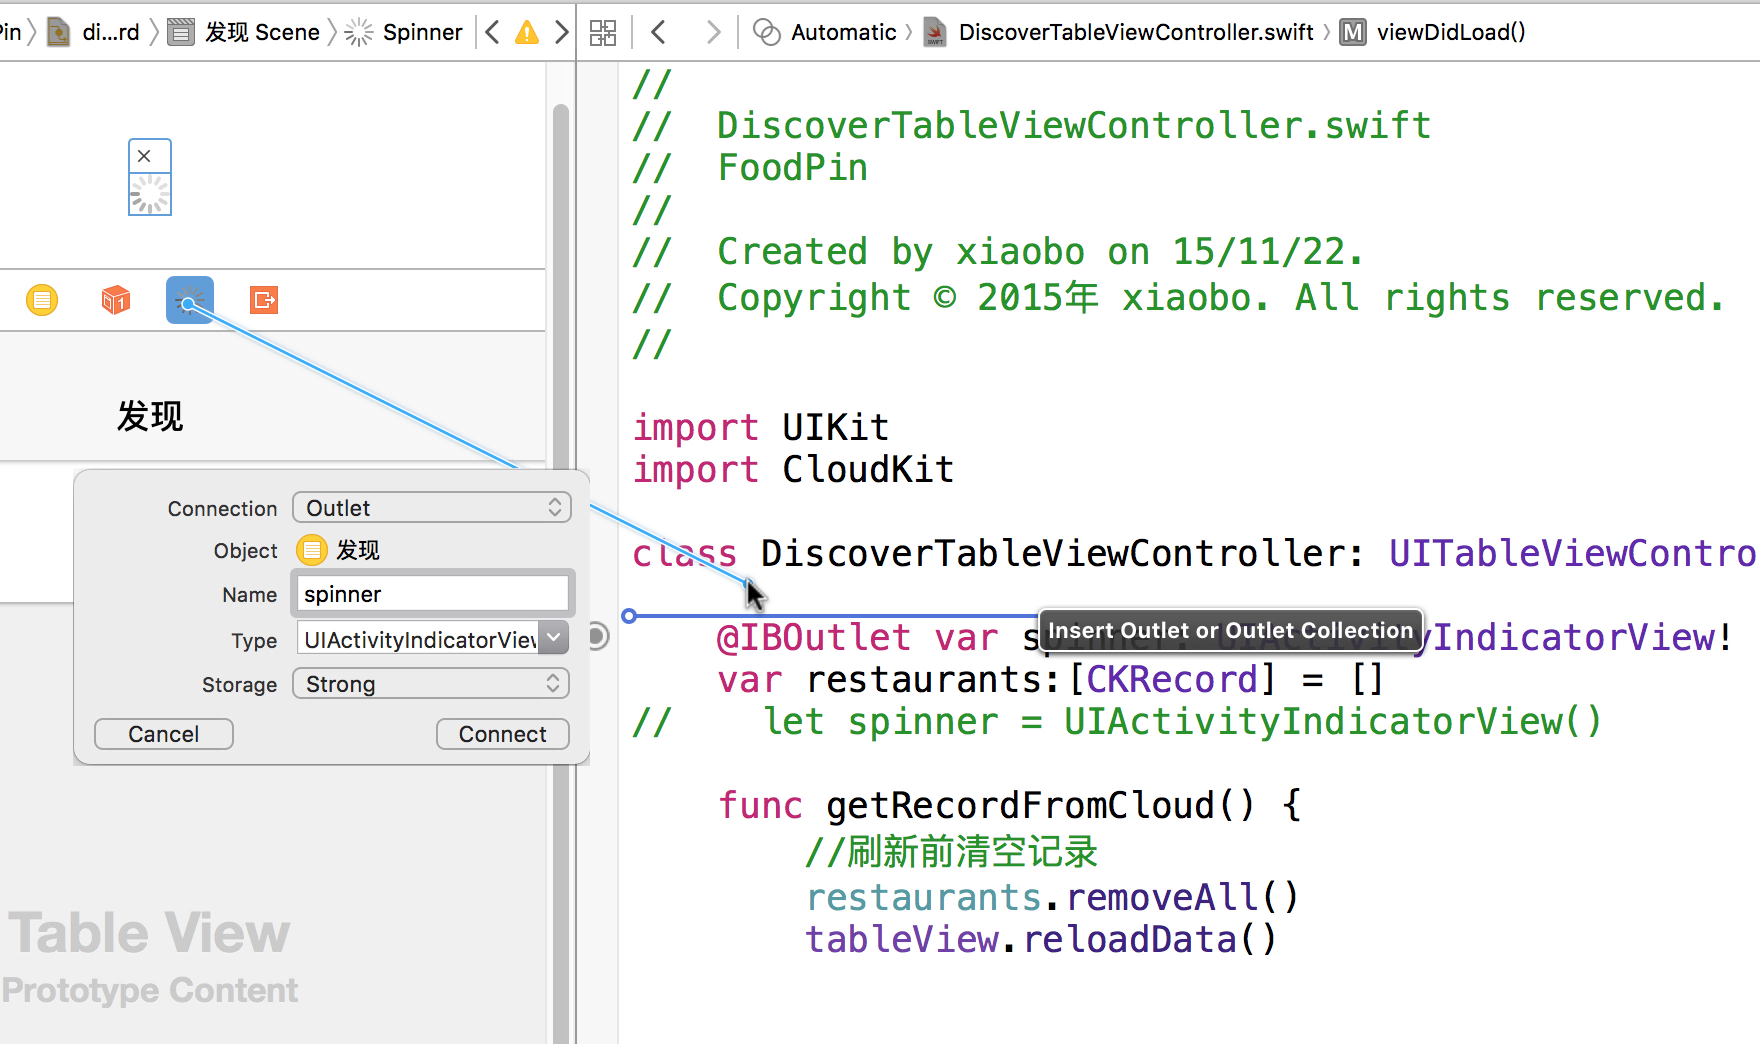 Pin di...rd 发现 Scene Spinner
Automatic DiscoverTableViewController.swift M viewDidLoad()
发现
Connection Outlet
Object 发现
Name spinner
Type UIActivityIndicatorView
Storage Strong
Cancel Connect
Table View
Prototype Content
//
// DiscoverTableViewController.swift
// FoodPin
//
// Created by xiaobo on 15/11/22.
// Copyright © 2015年 xiaobo. All rights reserved.
//
import UIKit
import CloudKit
class DiscoverTableViewController: UITableViewContro
Insert Outlet or Outlet Collection
@IBOutlet var spinner: UIActivityIndicatorView!
var restaurants:[CKRecord] = []
// let spinner = UIActivityIndicatorView()
func getRecordFromCloud() {
//刷新前清空记录
restaurants.removeAll()
tableView.reloadData()